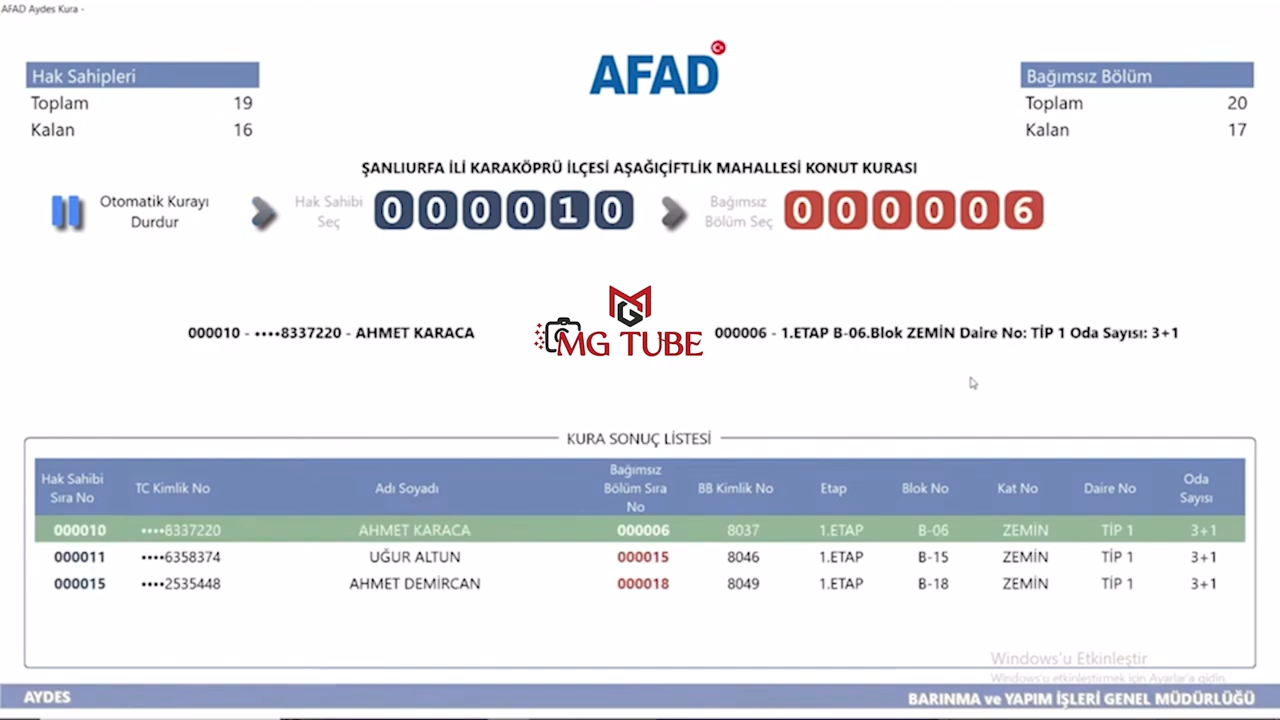 AFAD Aydes Kura -
Hak Sahipleri
Toplam 19
Kalan 16
AFAD
Bağımsız Bölüm
Toplam 20
Kalan 17
ŞANLIURFA İLİ KARAKÖPRÜ İLÇESİ AŞAĞIÇİFTLİK MAHALLESİ KONUT KURASI
Otomatik Kurayı
Durdur
Hak Sahibi
Seç
000010
Bağımsız
Bölüm Seç
000006
000010 - ••••8337220 - AHMET KARACA
MG TUBE
000006 - 1.ETAP B-06.Blok ZEMİN Daire No: TİP 1 Oda Sayısı: 3+1
KURA SONUÇ LİSTESİ
Hak Sahibi Sıra No TC Kimlik No Adı Soyadı Bağımsız Bölüm Sıra No BB Kimlik No Etap Blok No Kat No Daire No Oda Sayısı
000010 ••••8337220 AHMET KARACA 000006 8037 1.ETAP B-06 ZEMİN TİP 1 3+1
000011 ••••6358374 UĞUR ALTUN 000015 8046 1.ETAP B-15 ZEMİN TİP 1 3+1
000015 ••••2535448 AHMET DEMİRCAN 000018 8049 1.ETAP B-18 ZEMİN TİP 1 3+1
Windows'u Etkinleştir
Windows'u etkinleştirmek için Ayarlar'a gidin.
AYDES
BARINMA ve YAPIM İŞLERİ GENEL MÜDÜRLÜĞÜ